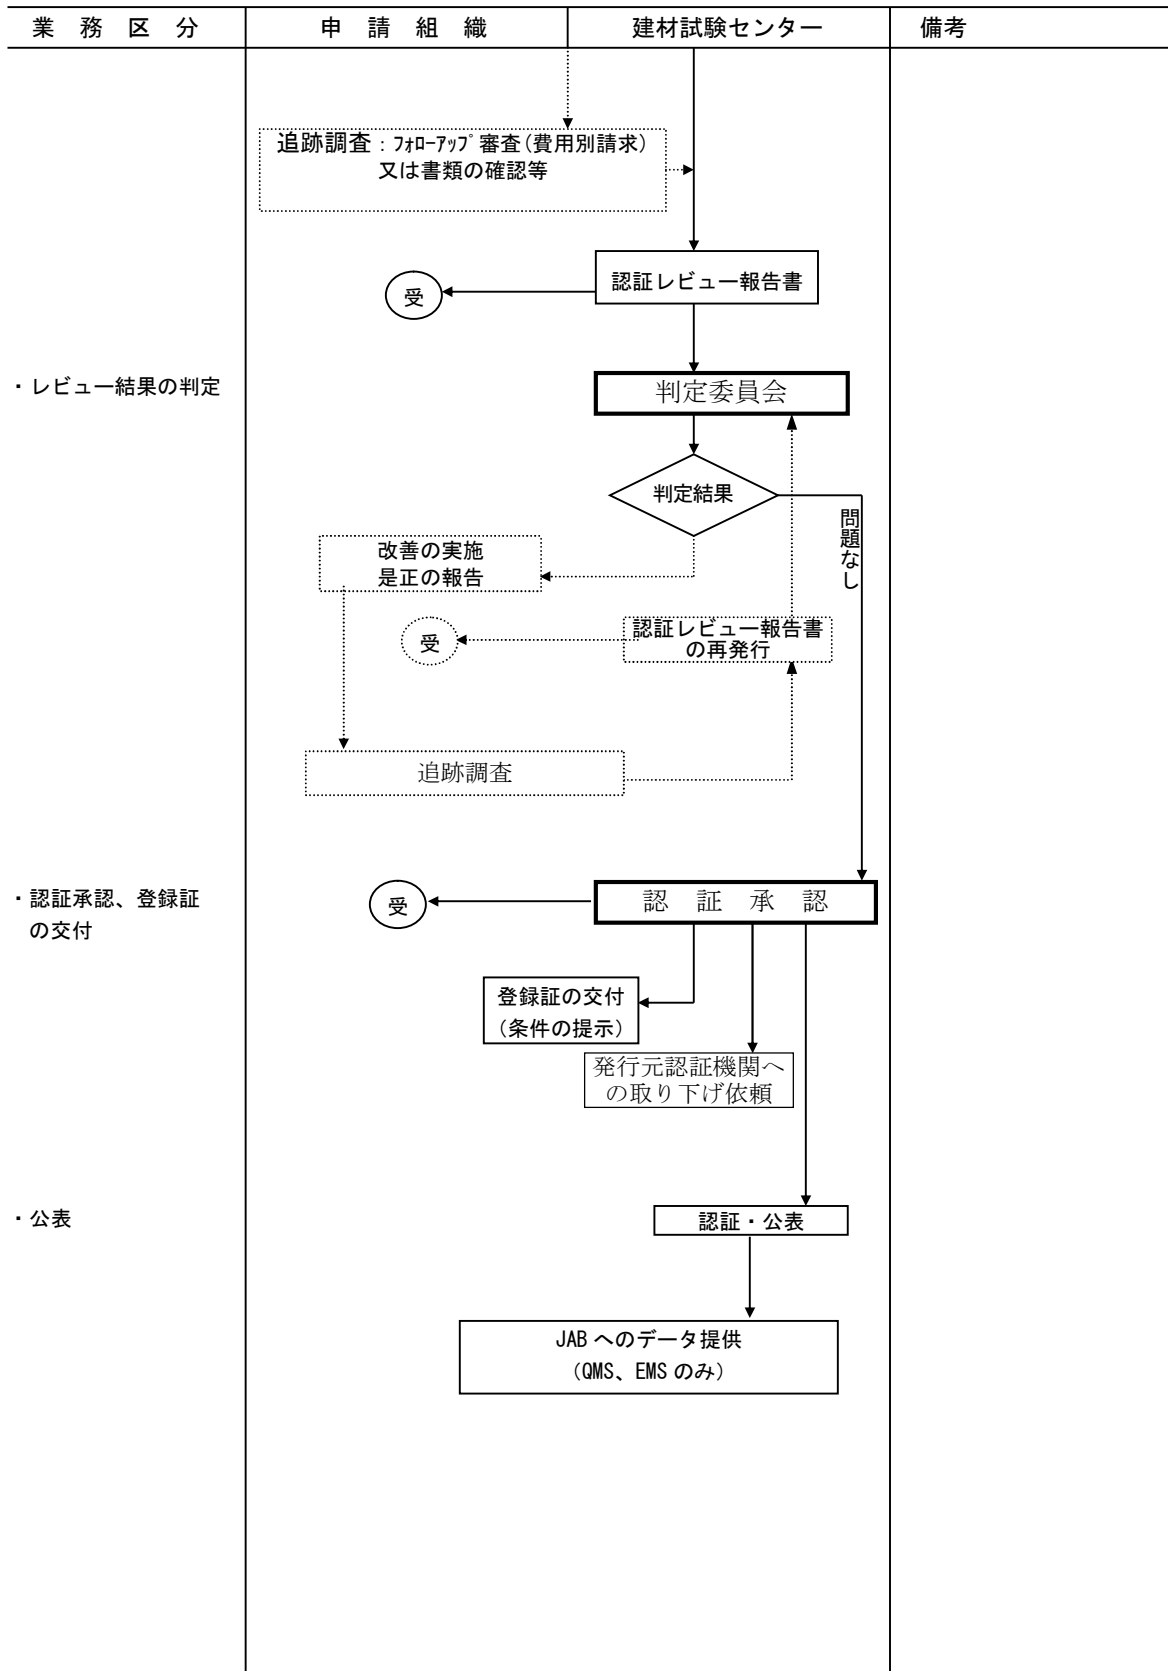 業務区分
申請組織
建材試験センター
備考
追跡調査：ﾌｫﾛｰｱｯﾌﾟ審査(費用別請求)
又は書類の確認等
認証レビュー報告書
受
・レビュー結果の判定
判定委員会
判定結果
問題なし
改善の実施
是正の報告
認証レビュー報告書
の再発行
受
追跡調査
・認証承認、登録証
の交付
受
認証承認
登録証の交付
（条件の提示）
発行元認証機関へ
の取り下げ依頼
・公表
認証・公表
JABへのデータ提供
（QMS、EMSのみ）